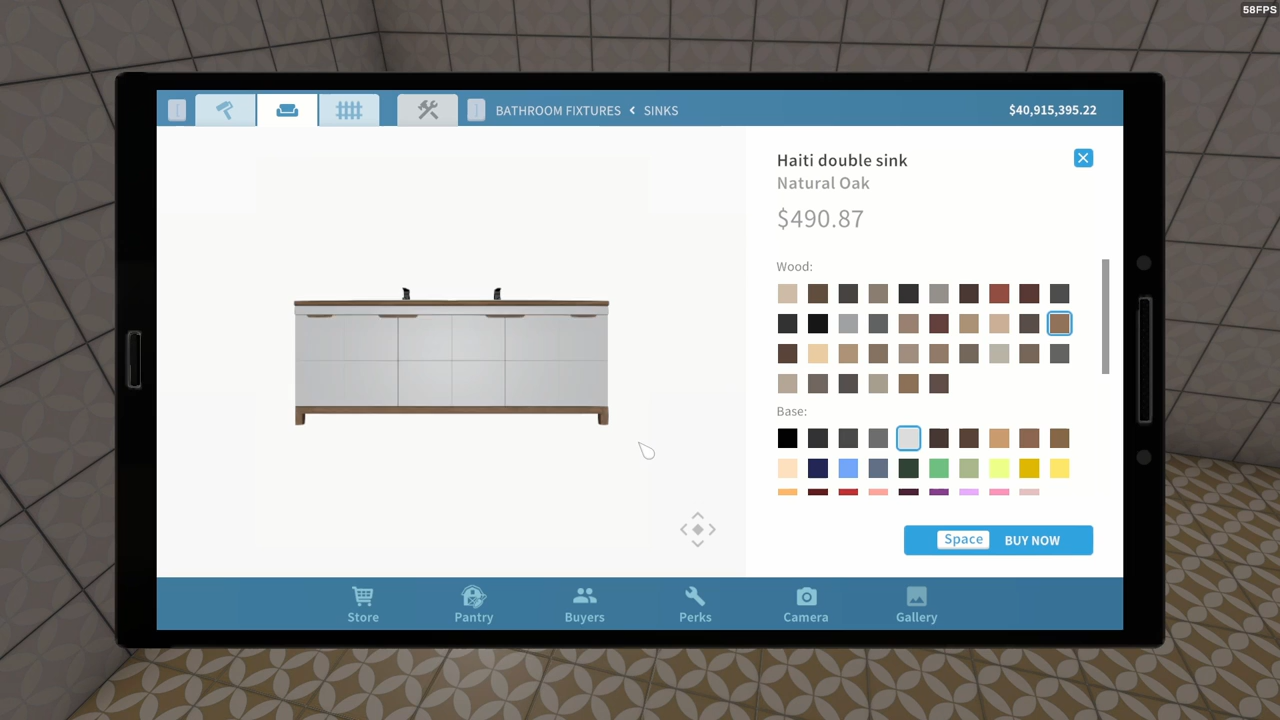 58FPS
BATHROOM FIXTURES < SINKS
$40,915,395.22
Haiti double sink
Natural Oak
$490.87
Wood:
Base:
Space BUY NOW
Store Pantry Buyers Perks Camera Gallery